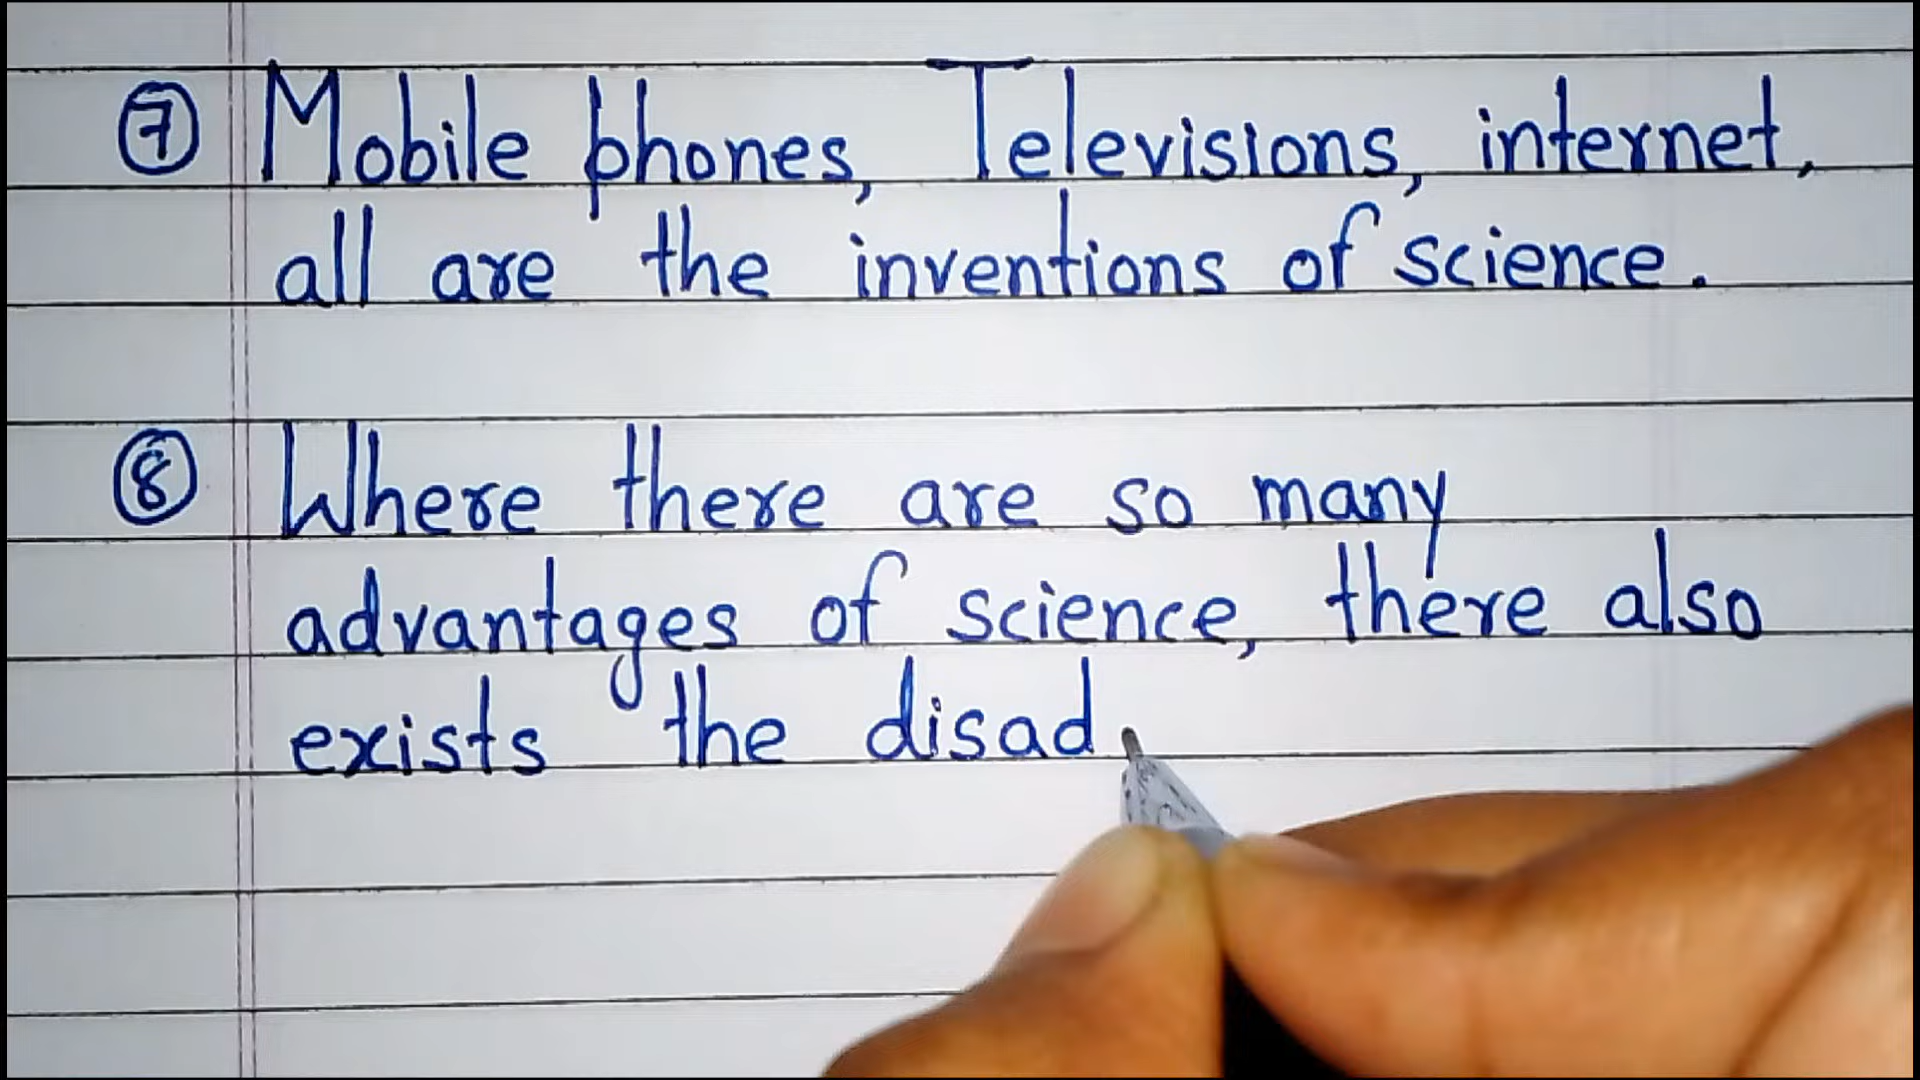 ⑦ Mobile phones, Televisions, internet,
all are the inventions of science.
⑧ Where there are so many
advantages of science, there also
exists the disad